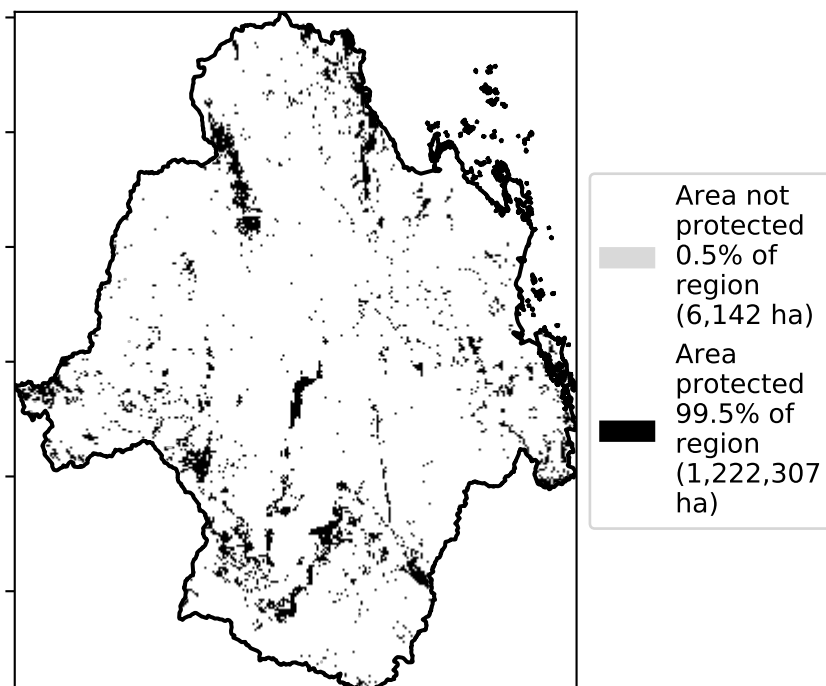 Area not
protected
0.5% of
region
(6,142 ha)
Area
protected
99.5% of
region
(1,222,307
ha)